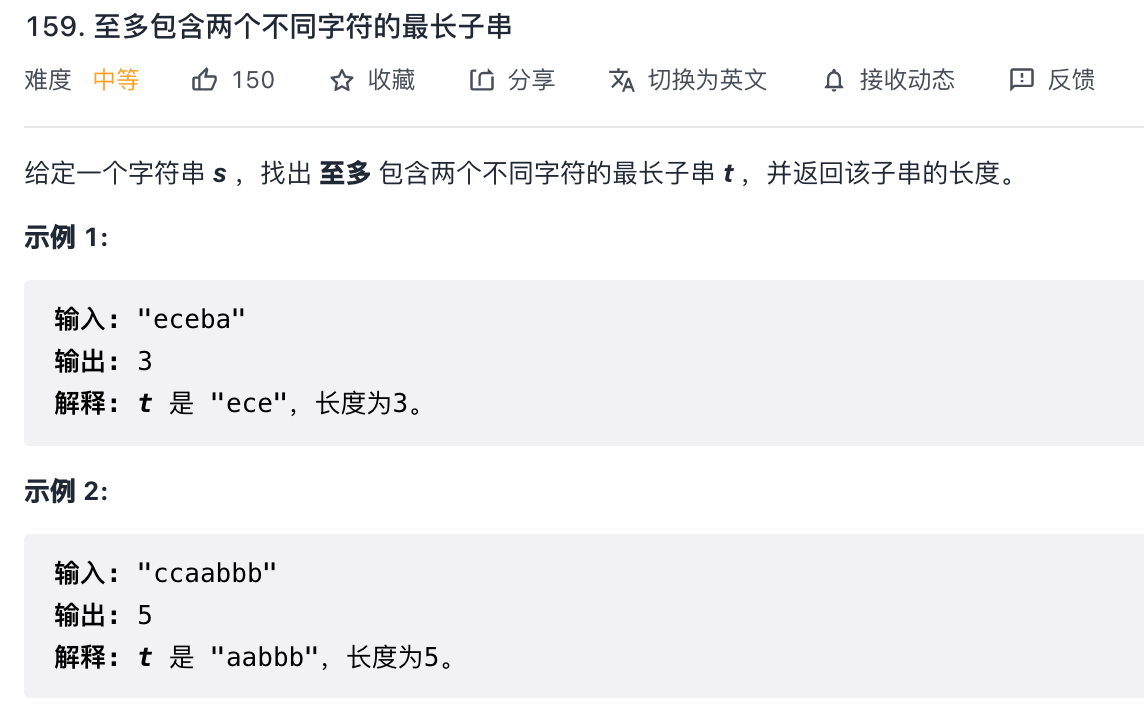 159. 至多包含两个不同字符的最长子串
难度 中等 150 收藏 分享 切换为英文 接收动态 反馈
给定一个字符串 s ，找出 至多 包含两个不同字符的最长子串 t ，并返回该子串的长度。
示例 1:
输入: "eceba"
输出: 3
解释: t 是 "ece"，长度为3。
示例 2:
输入: "ccaabbb"
输出: 5
解释: t 是 "aabbb"，长度为5。